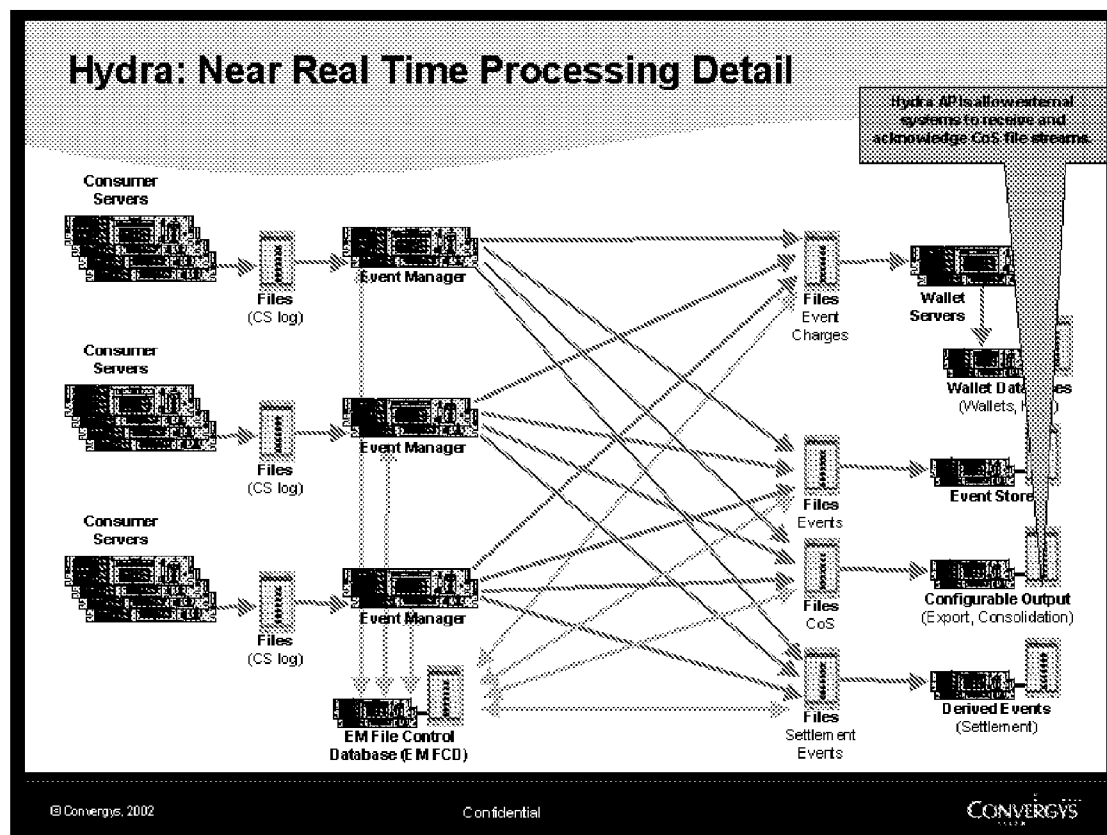 Hydra: Near Real Time Processing Detail
Hydra APIs allow external
systems to receive and
acknowledge CoS file streams.
Consumer
Servers
Files
(CS log)
Event Manager
Files
Event
Charges
Wallet
Servers
Wallet
(Wallets,
Consumer
Servers
Files
(CS log)
Event Manager
Files
Events
Event Store
Consumer
Servers
Files
(CS log)
Event Manager
Files
CoS
Configurable Output
(Export, Consolidation)
EM File Control
Database (EM FCD)
Files
Settlement
Events
Derived Events
(Settlement)
© Convergys, 2002
Confidential
CONVERGYS